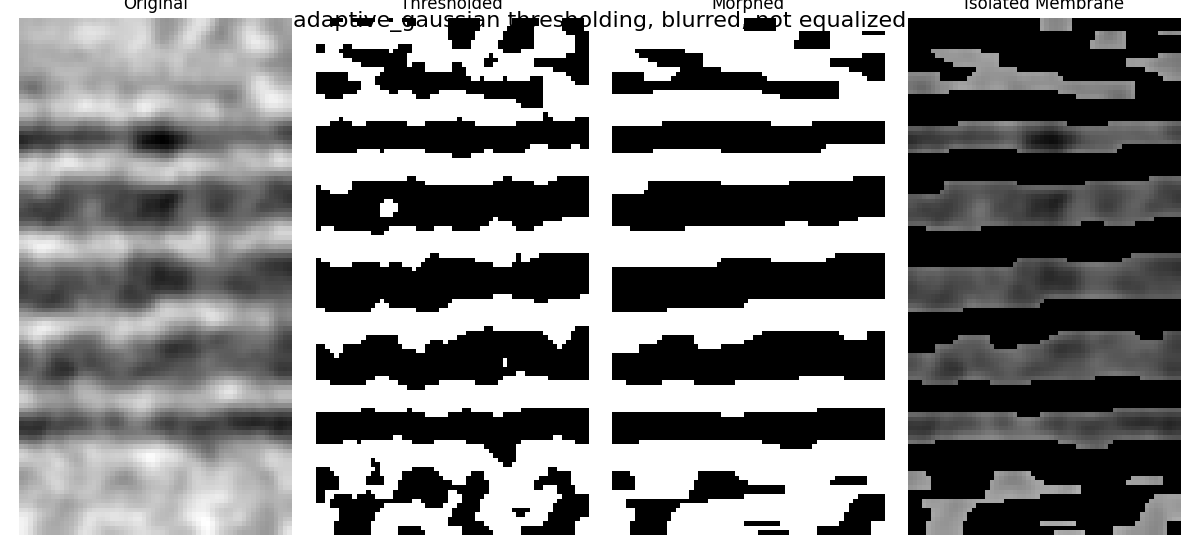 Original
Thresholded
Morphed
Isolated Membrane
adaptive_gaussian thresholding, blurred, not equalized